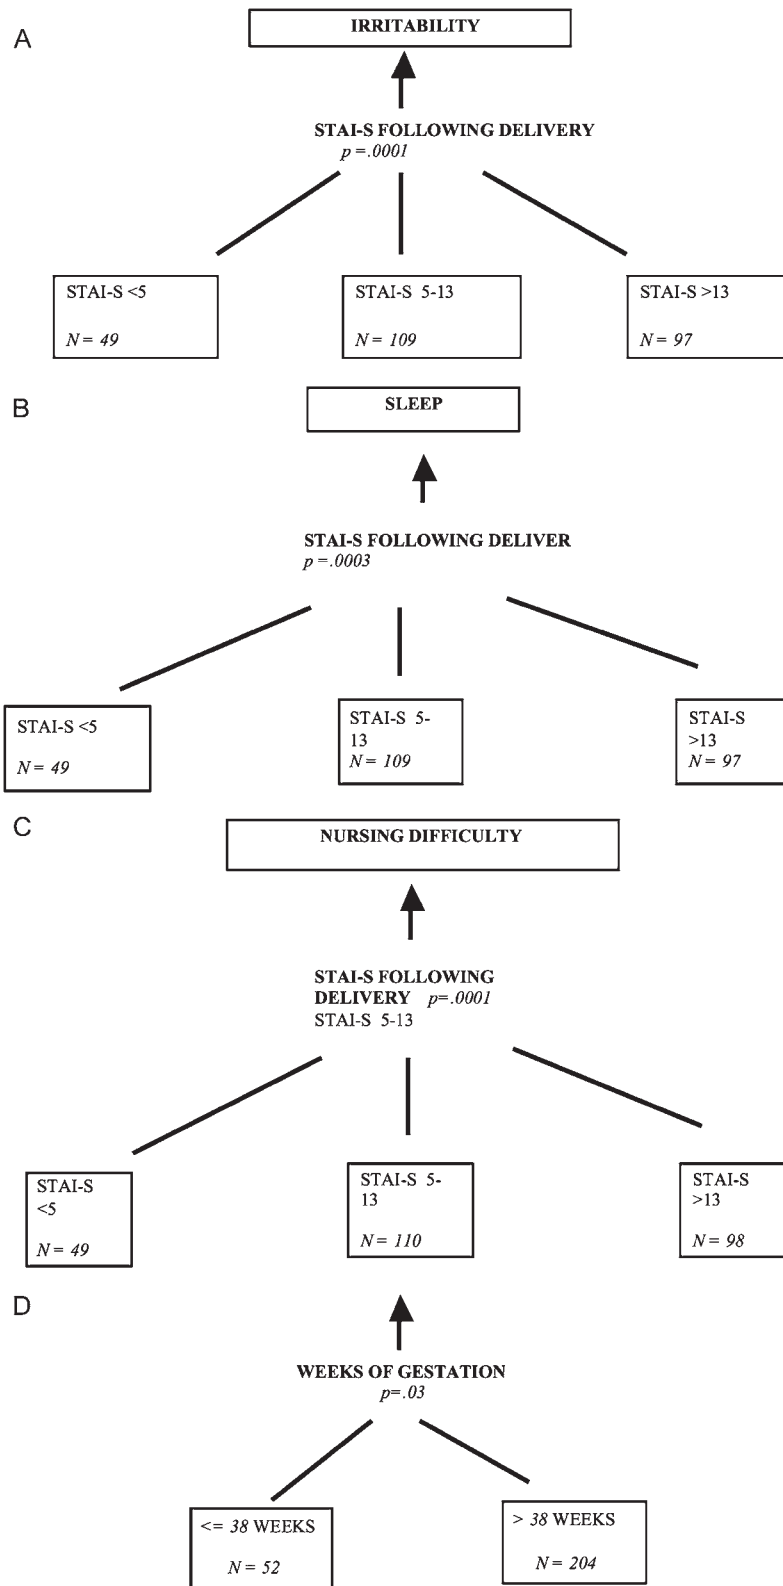 A
IRRITABILITY
STAI-S FOLLOWING DELIVERY
p =.0001
STAI-S <5
N = 49
STAI-S 5-13
N = 109
STAI-S >13
N = 97
B
SLEEP
STAI-S FOLLOWING DELIVER
p =.0003
STAI-S <5
N = 49
STAI-S 5-
13
N = 109
STAI-S
>13
N = 97
C
NURSING DIFFICULTY
STAI-S FOLLOWING
DELIVERY p=.0001
STAI-S 5-13
STAI-S
<5
N = 49
STAI-S 5-
13
N = 110
STAI-S
>13
N = 98
D
WEEKS OF GESTATION
p=.03
<= 38 WEEKS
N = 52
> 38 WEEKS
N = 204